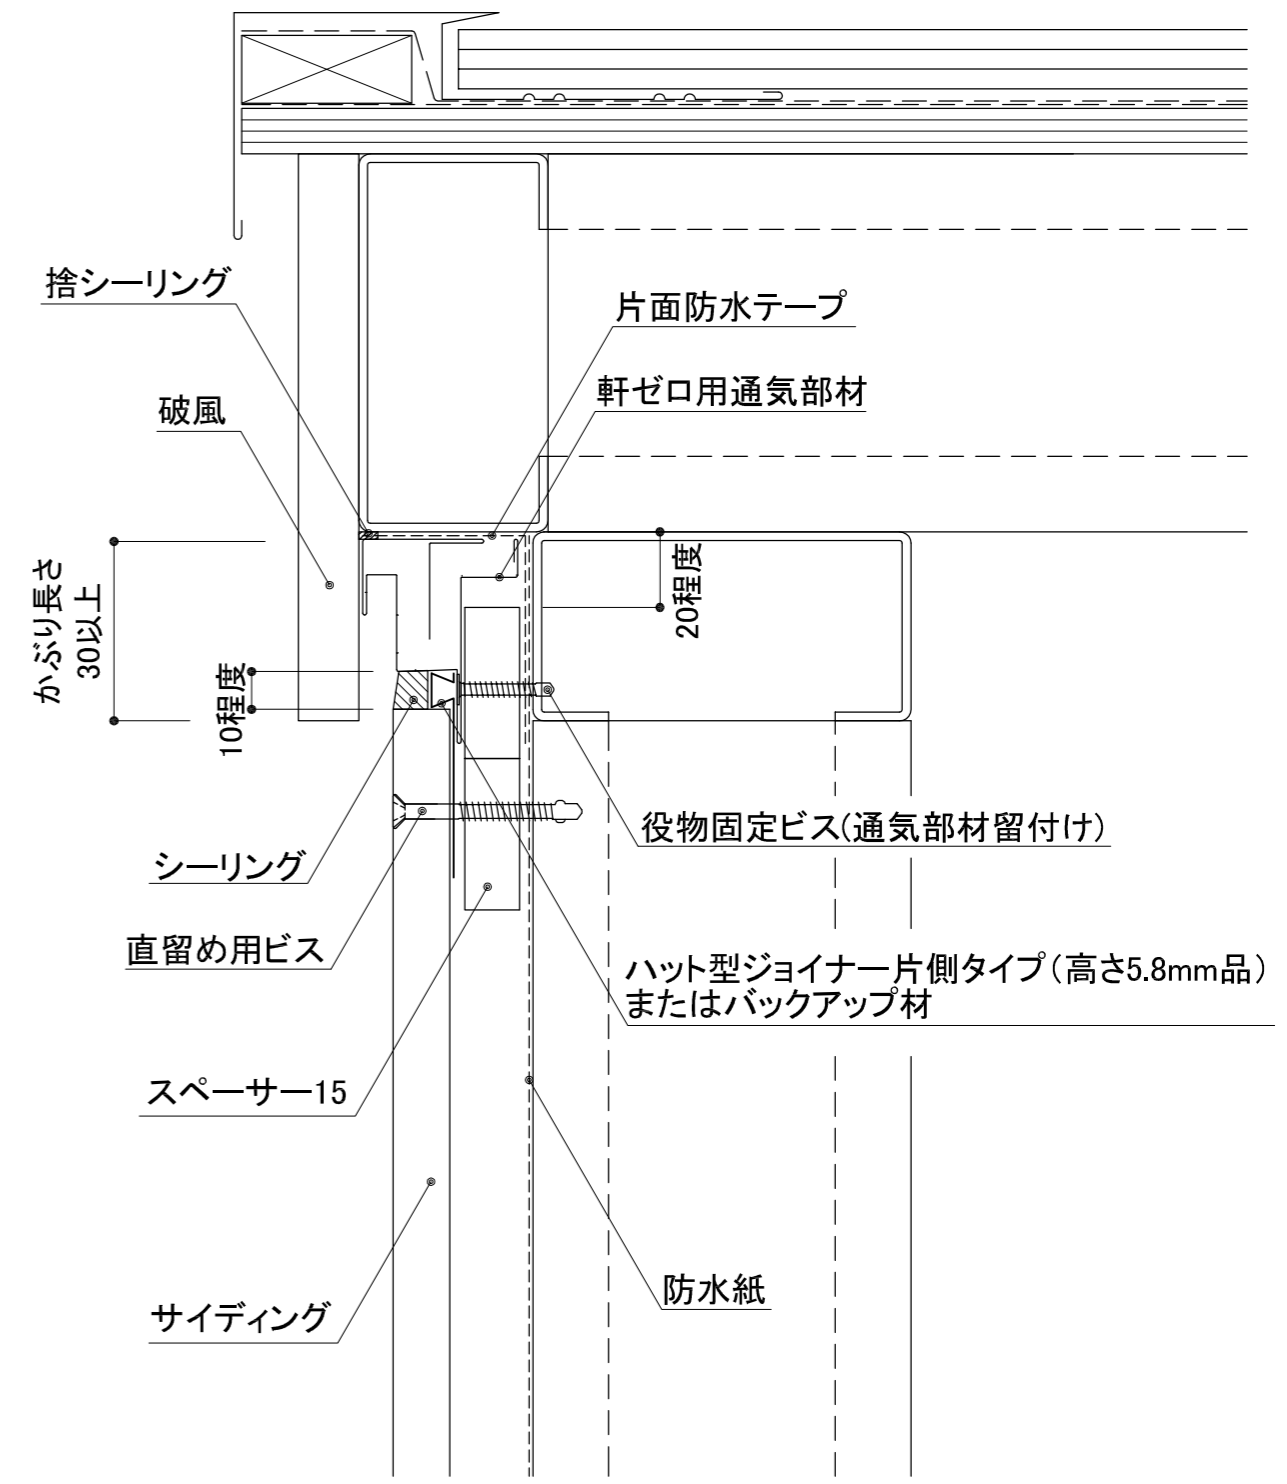 捨シーリング
片面防水テープ
破風
軒ゼロ用通気部材
かぶり長さ
30以上
10程度
20程度
役物固定ビス(通気部材留付け)
シーリング
直留め用ビス
ハット型ジョイナー片側タイプ(高さ5.8mm品)
またはバックアップ材
スペーサー15
防水紙
サイディング